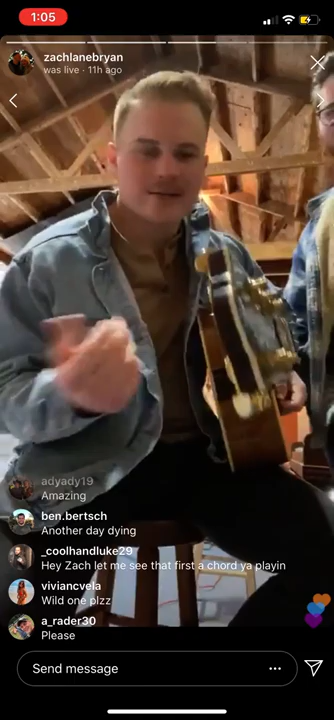 1:05
zachlanebryan
was live · 11h ago
adyady19
Amazing
ben.bertsch
Another day dying
_coolhandluke29
Hey Zach let me see that first a chord ya playin
viviancvela
Wild one plzz
a_rader30
Please
Send message